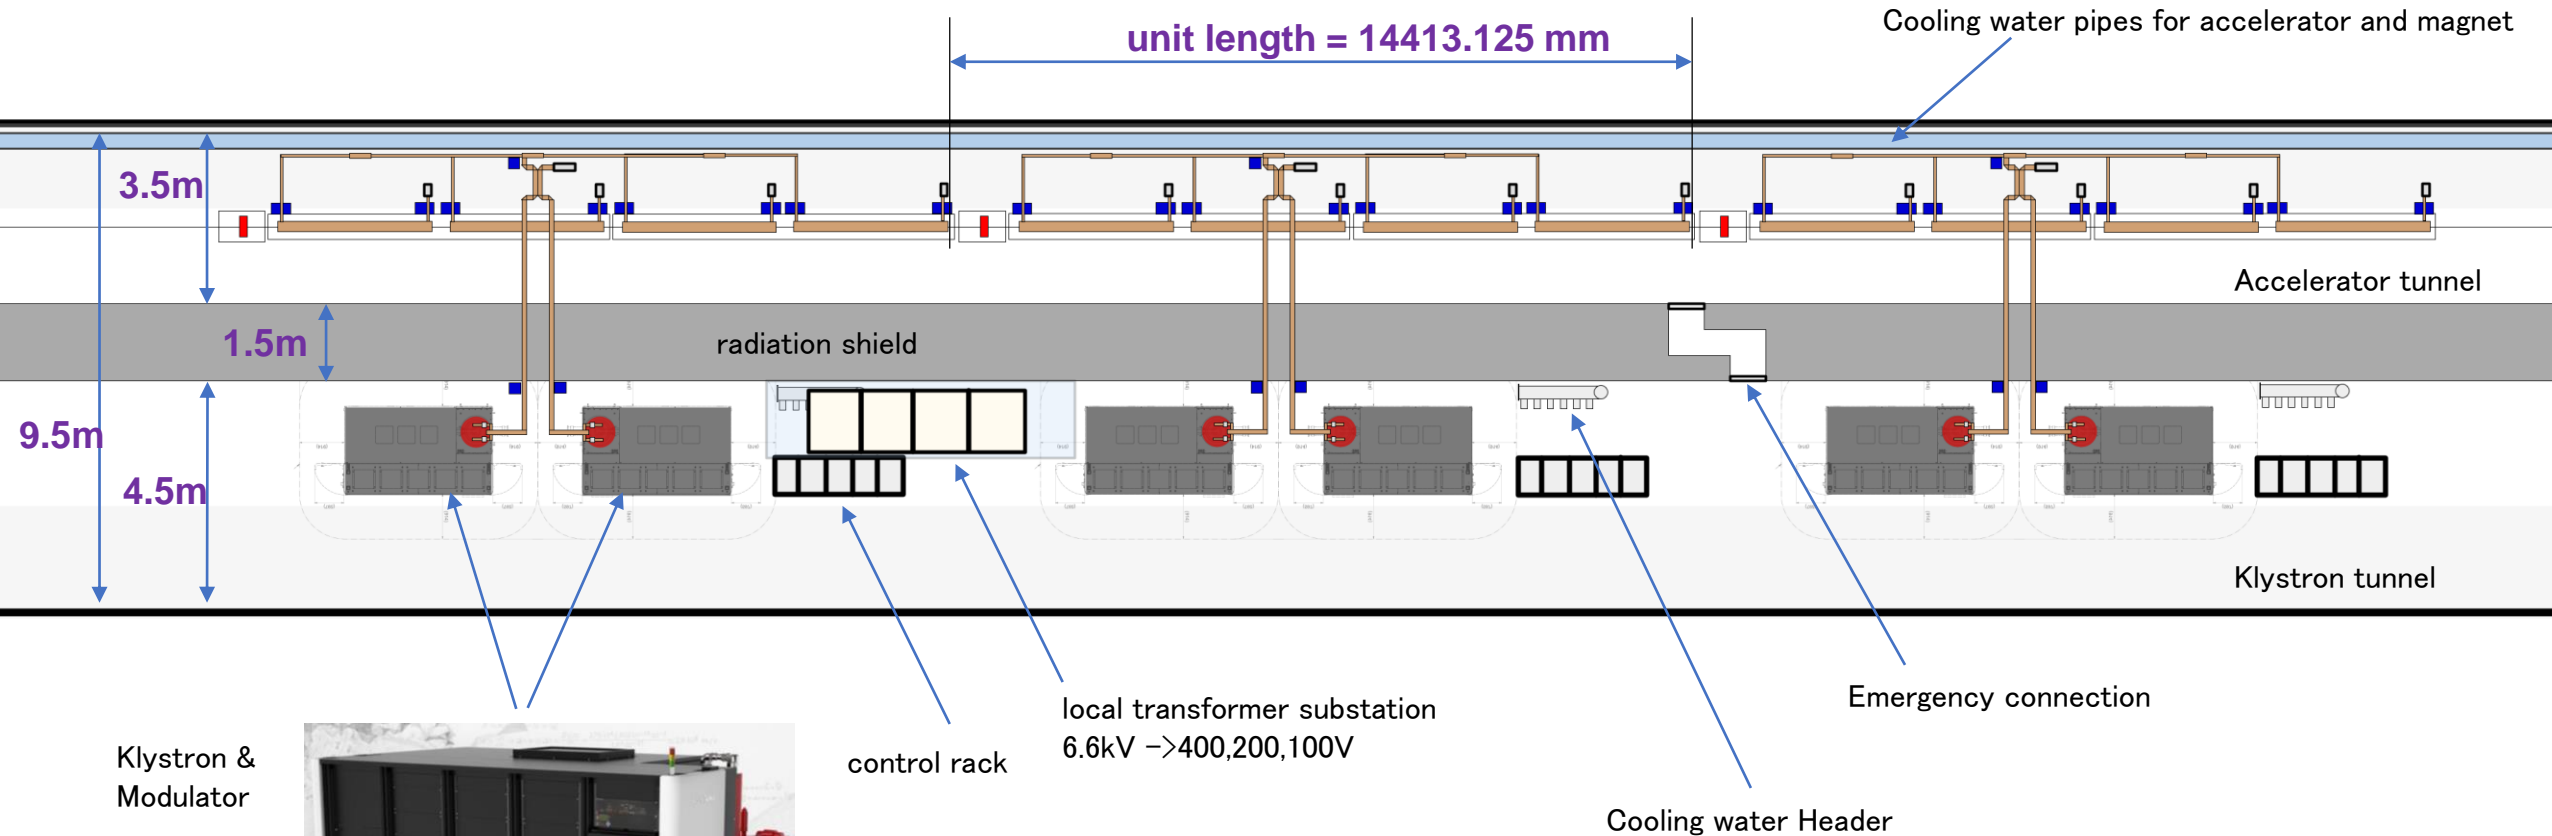 Cooling water pipes for accelerator and magnet
unit length = 14413.125 mm
3.5m
Accelerator tunnel
1.5m
radiation shield
9.5m
4.5m
Klystron tunnel
Klystron &
Modulator
control rack
local transformer substation
6.6kV ->400,200,100V
Emergency connection
Cooling water Header